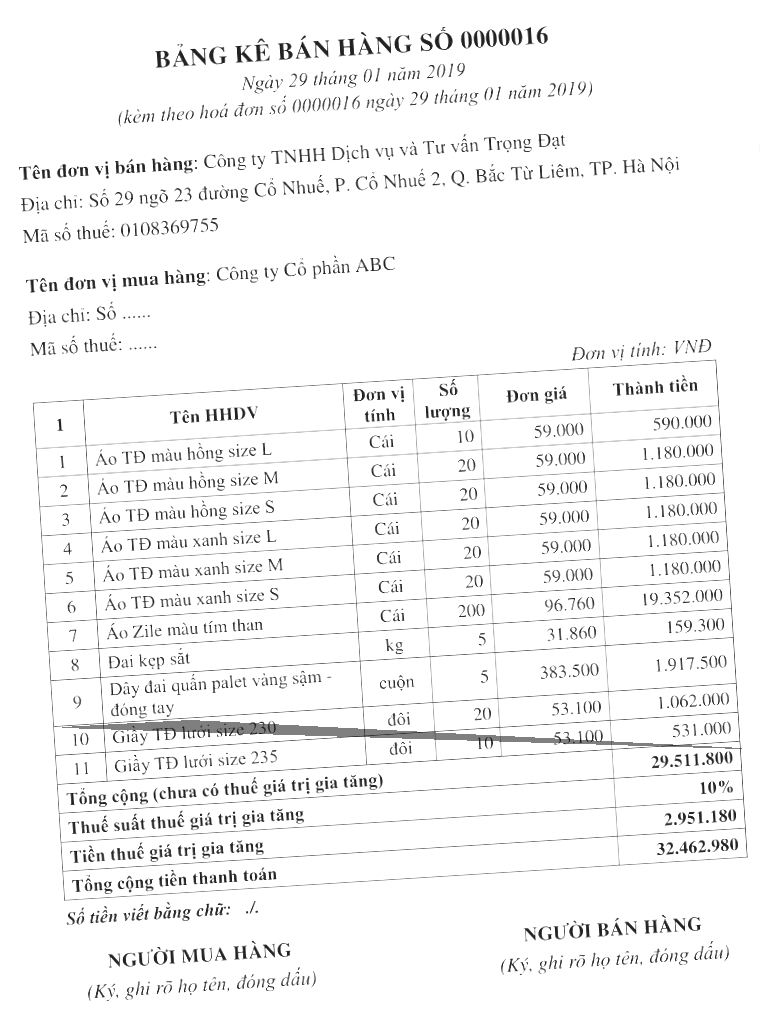 BẢNG KÊ BÁN HÀNG SỐ 0000016
Ngày 29 tháng 01 năm 2019
(kèm theo hoá đơn số 0000016 ngày 29 tháng 01 năm 2019)
Tên đơn vị bán hàng: Công ty TNHH Dịch vụ và Tư vấn Trọng Đạt
Địa chỉ: Số 29 ngõ 23 đường Cổ Nhuế, P. Cổ Nhuế 2, Q. Bắc Từ Liêm, TP. Hà Nội
Mã số thuế: 0108369755
Tên đơn vị mua hàng: Công ty Cổ phần ABC
Địa chỉ: Số ......
Mã số thuế: ......
Đơn vị tính: VNĐ
1 Tên HHDV Đơn vị tính Số lượng Đơn giá Thành tiền
1 Áo TĐ màu hồng size L Cái 10 59.000 590.000
2 Áo TĐ màu hồng size M Cái 20 59.000 1.180.000
3 Áo TĐ màu hồng size S Cái 20 59.000 1.180.000
4 Áo TĐ màu xanh size L Cái 20 59.000 1.180.000
5 Áo TĐ màu xanh size M Cái 20 59.000 1.180.000
6 Áo TĐ màu xanh size S Cái 20 59.000 1.180.000
7 Áo Zile màu tím than Cái 200 96.760 19.352.000
8 Đai kẹp sắt kg 5 31.860 159.300
9 Dây đai quấn palet vàng sậm - đóng tay cuộn 5 383.500 1.917.500
10 Giầy TĐ lưới size 230 đôi 20 53.100 1.062.000
11 Giầy TĐ lưới size 235 đôi 10 53.100 531.000
Tổng cộng (chưa có thuế giá trị gia tăng) 29.511.800
Thuế suất thuế giá trị gia tăng 10%
Tiền thuế giá trị gia tăng 2.951.180
Tổng cộng tiền thanh toán 32.462.980
Số tiền viết bằng chữ: ./.
NGƯỜI MUA HÀNG NGƯỜI BÁN HÀNG
(Ký, ghi rõ họ tên, đóng dấu) (Ký, ghi rõ họ tên, đóng dấu)